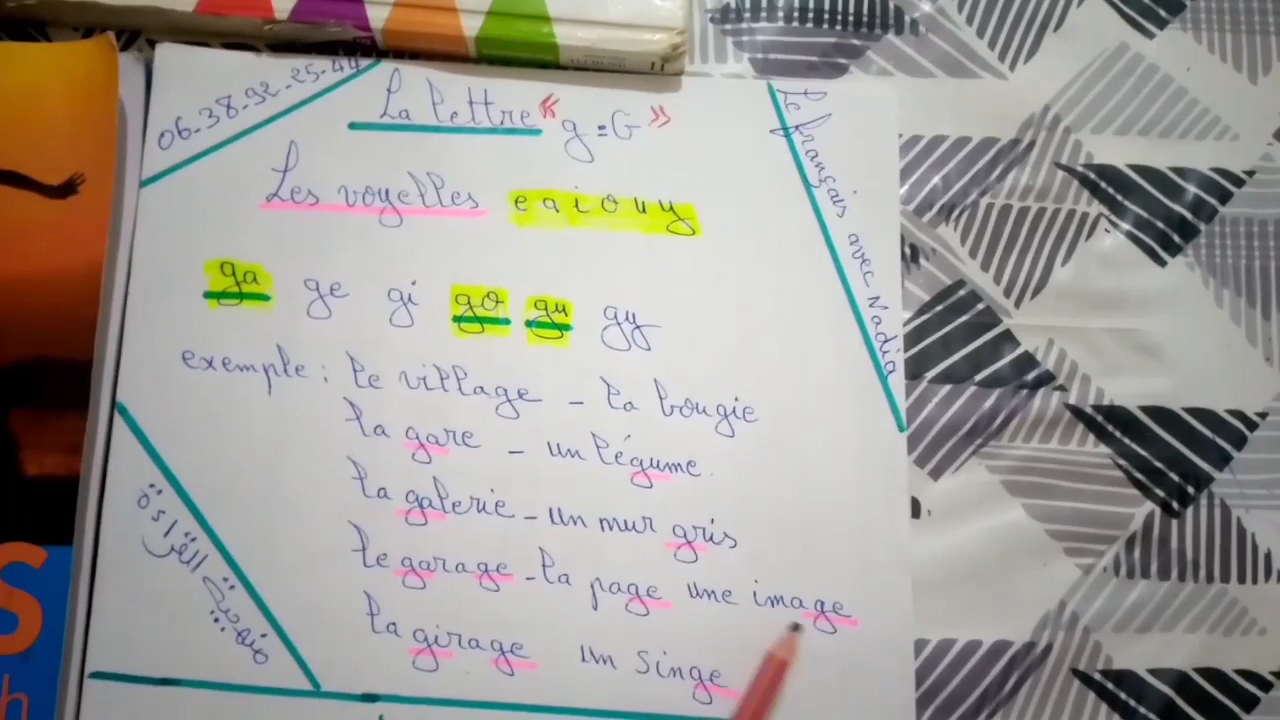 06-38-92-25-44
La lettre « g = G »
Le français avec Nadia
Les voyelles e a i o u y
ga ge gi go gu gy
exemple : le village - la bougie
la gare - un légume.
la galerie - un mur gris
le garage - la page une image
la girage un singe
منهجية القراءة